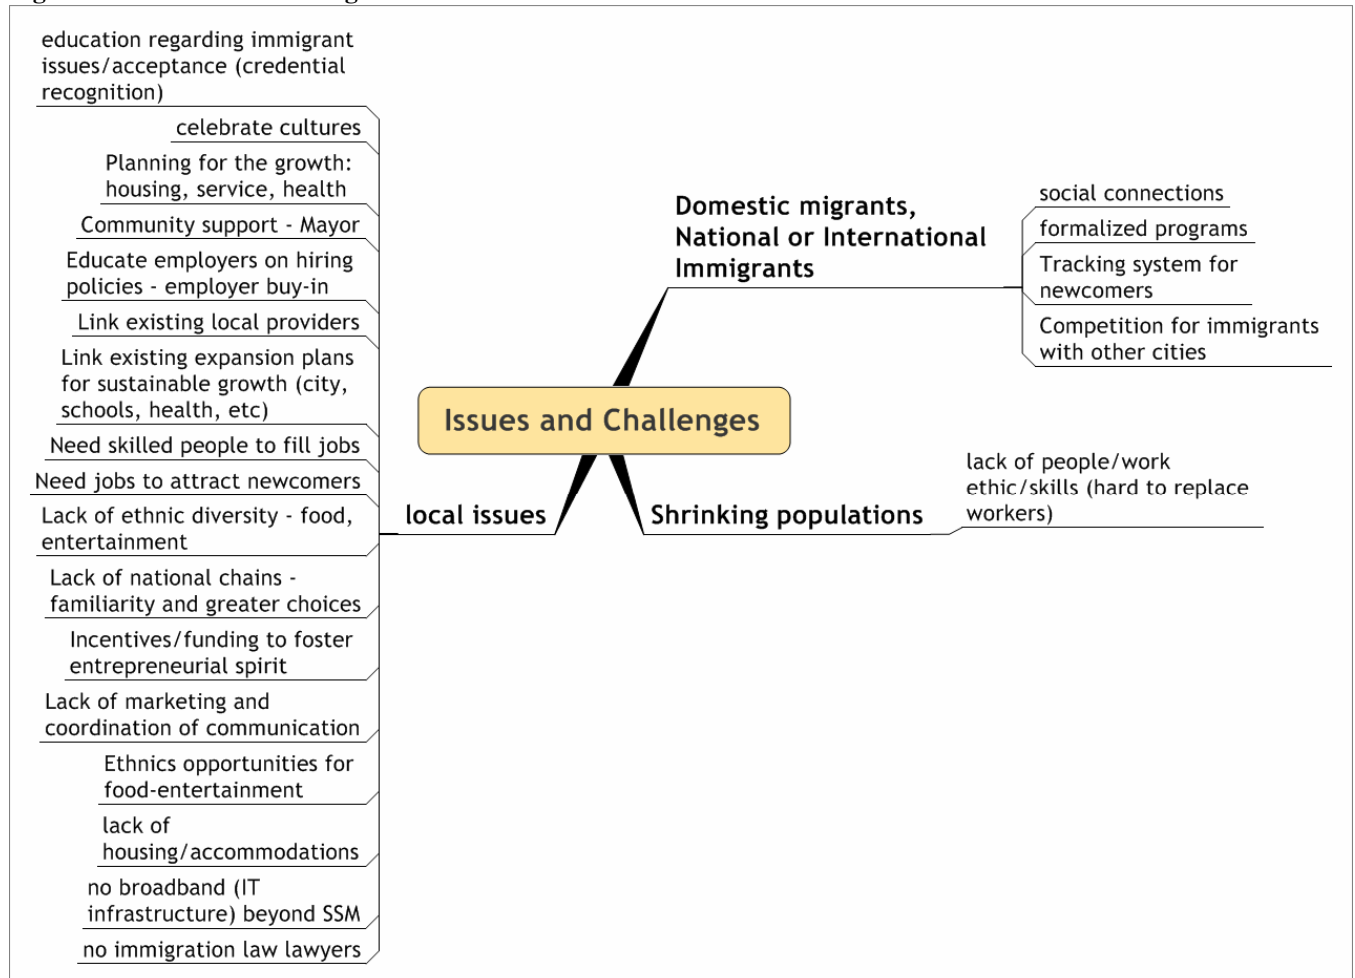 education regarding immigrant
issues/acceptance (credential
recognition)
celebrate cultures
Planning for the growth:
housing, service, health
Community support - Mayor
Educate employers on hiring
policies - employer buy-in
Link existing local providers
Link existing expansion plans
for sustainable growth (city,
schools, health, etc)
Need skilled people to fill jobs
Need jobs to attract newcomers
Lack of ethnic diversity - food,
entertainment
Lack of national chains -
familiarity and greater choices
Incentives/funding to foster
entrepreneurial spirit
Lack of marketing and
coordination of communication
Ethnics opportunities for
food-entertainment
lack of
housing/accommodations
no broadband (IT
infrastructure) beyond SSM
no immigration law lawyers
local issues
Issues and Challenges
Domestic migrants,
National or International
Immigrants
social connections
formalized programs
Tracking system for
newcomers
Competition for immigrants
with other cities
Shrinking populations
lack of people/work
ethic/skills (hard to replace
workers)